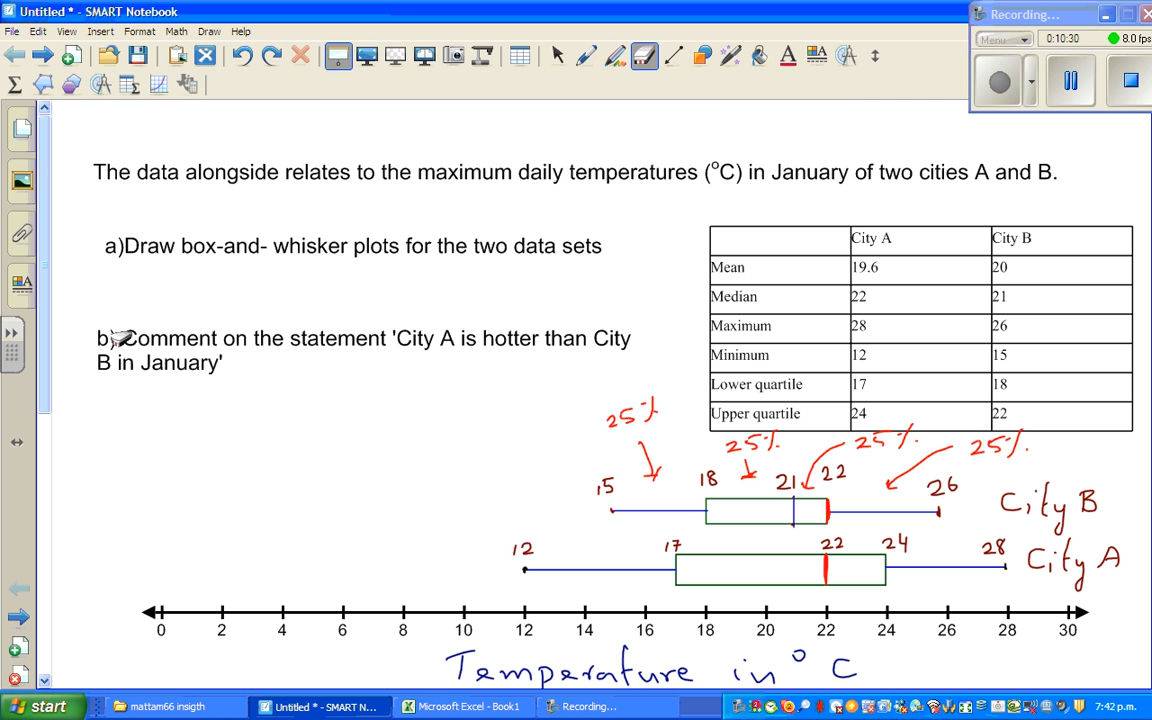 Untitled * - SMART Notebook
Recording...
File Edit View Insert Format Math Draw Help
Menu
0:10:30
8.0 fps
The data alongside relates to the maximum daily temperatures (°C) in January of two cities A and B.
a)Draw box-and- whisker plots for the two data sets
b) Comment on the statement 'City A is hotter than City
B in January'
City A City B
Mean 19.6 20
Median 22 21
Maximum 28 26
Minimum 12 15
Lower quartile 17 18
Upper quartile 24 22
25% 25% 25% 25%
15 18 21 22 26 City B
12 17 22 24 28 City A
0 2 4 6 8 10 12 14 16 18 20 22 24 26 28 30
Temperature in °C
start
mattam66 insigth
Untitled * - SMART N...
Microsoft Excel - Book1
Recording...
7:42 p.m.